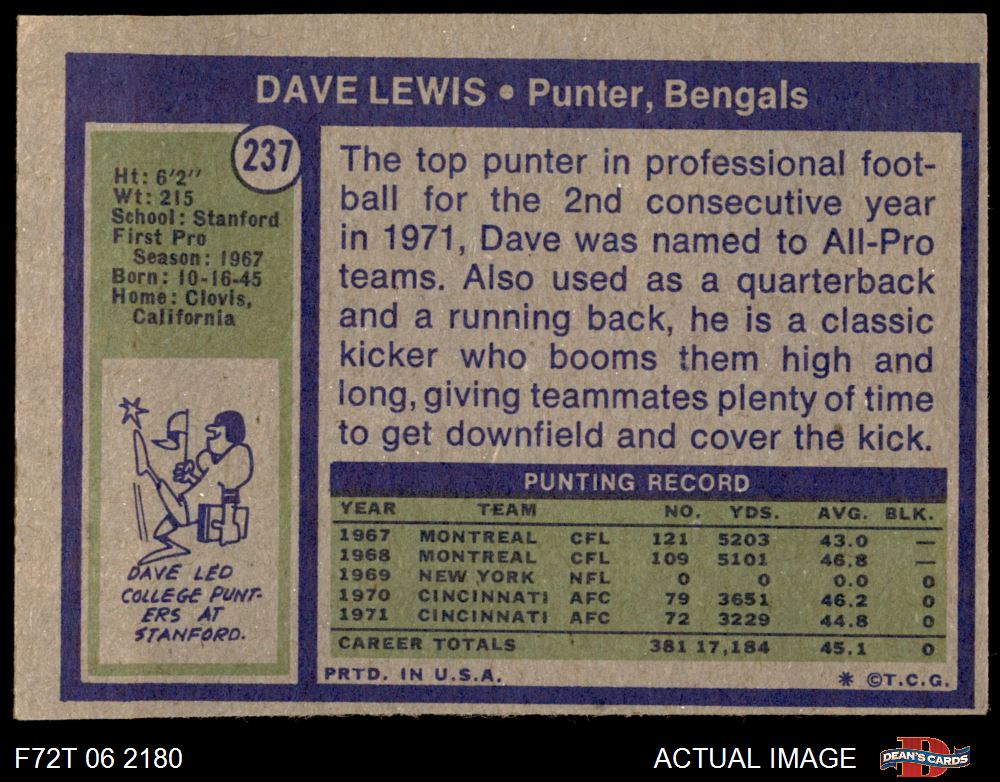 DAVE LEWIS • Punter, Bengals
237
Ht: 6'2"
Wt: 215
School: Stanford
First Pro
Season: 1967
Born: 10-16-45
Home: Clovis,
California
DAVE LED
COLLEGE PUNT-
ERS AT
STANFORD.
The top punter in professional foot-
ball for the 2nd consecutive year
in 1971, Dave was named to All-Pro
teams. Also used as a quarterback
and a running back, he is a classic
kicker who booms them high and
long, giving teammates plenty of time
to get downfield and cover the kick.
PUNTING RECORD
YEAR TEAM NO. YDS. AVG. BLK.
1967 MONTREAL CFL 121 5203 43.0 —
1968 MONTREAL CFL 109 5101 46.8 —
1969 NEW YORK NFL 0 0 0.0 0
1970 CINCINNATI AFC 79 3651 46.2 0
1971 CINCINNATI AFC 72 3229 44.8 0
CAREER TOTALS 381 17,184 45.1 0
PRTD. IN U.S.A. * ©T.C.G.
F72T 06 2180 ACTUAL IMAGE DEAN'S CARDS